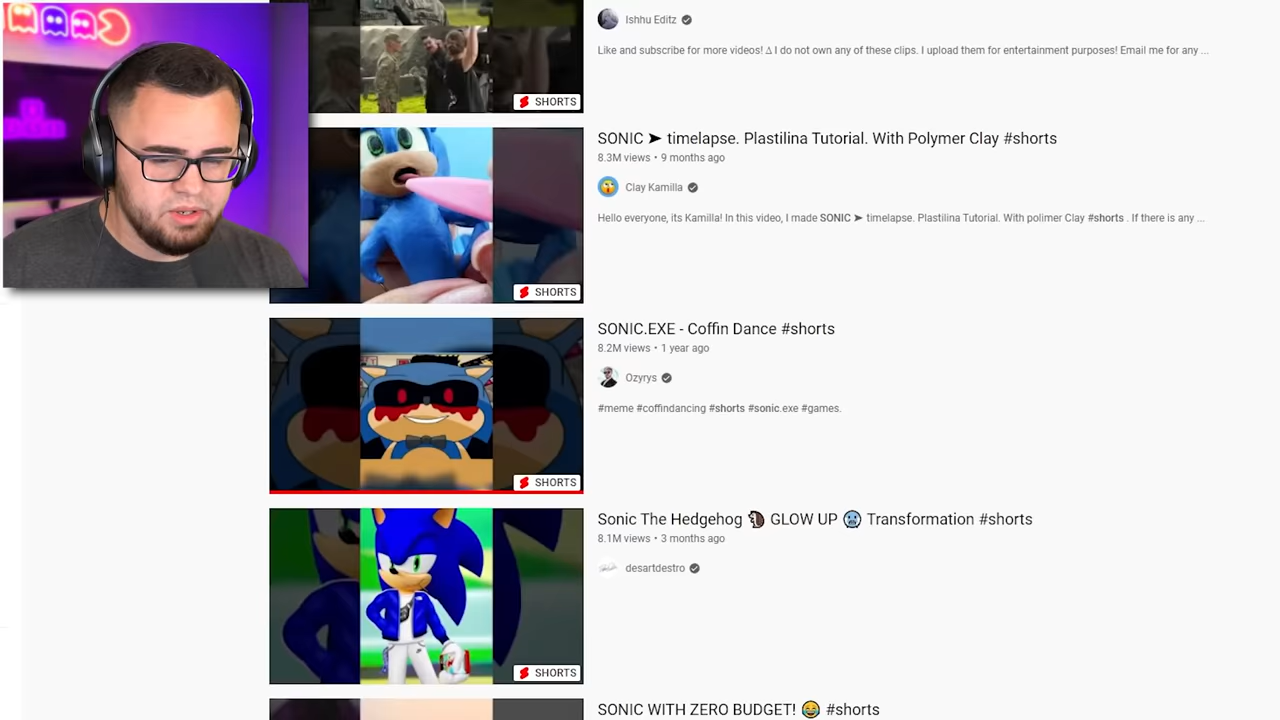 Ishhu Editz
Like and subscribe for more videos! Δ I do not own any of these clips. I upload them for entertainment purposes! Email me for any ...
SHORTS
SONIC ➤ timelapse. Plastilina Tutorial. With Polymer Clay #shorts
8.3M views • 9 months ago
Clay Kamilla
Hello everyone, its Kamilla! In this video, I made SONIC ➤ timelapse. Plastilina Tutorial. With polimer Clay #shorts . If there is any ...
SHORTS
SONIC.EXE - Coffin Dance #shorts
8.2M views • 1 year ago
Ozyrys
#meme #coffindancing #shorts #sonic.exe #games.
SHORTS
Sonic The Hedgehog 🦔 GLOW UP 🥶 Transformation #shorts
8.1M views • 3 months ago
desartdestro
SHORTS
SONIC WITH ZERO BUDGET! 😂 #shorts